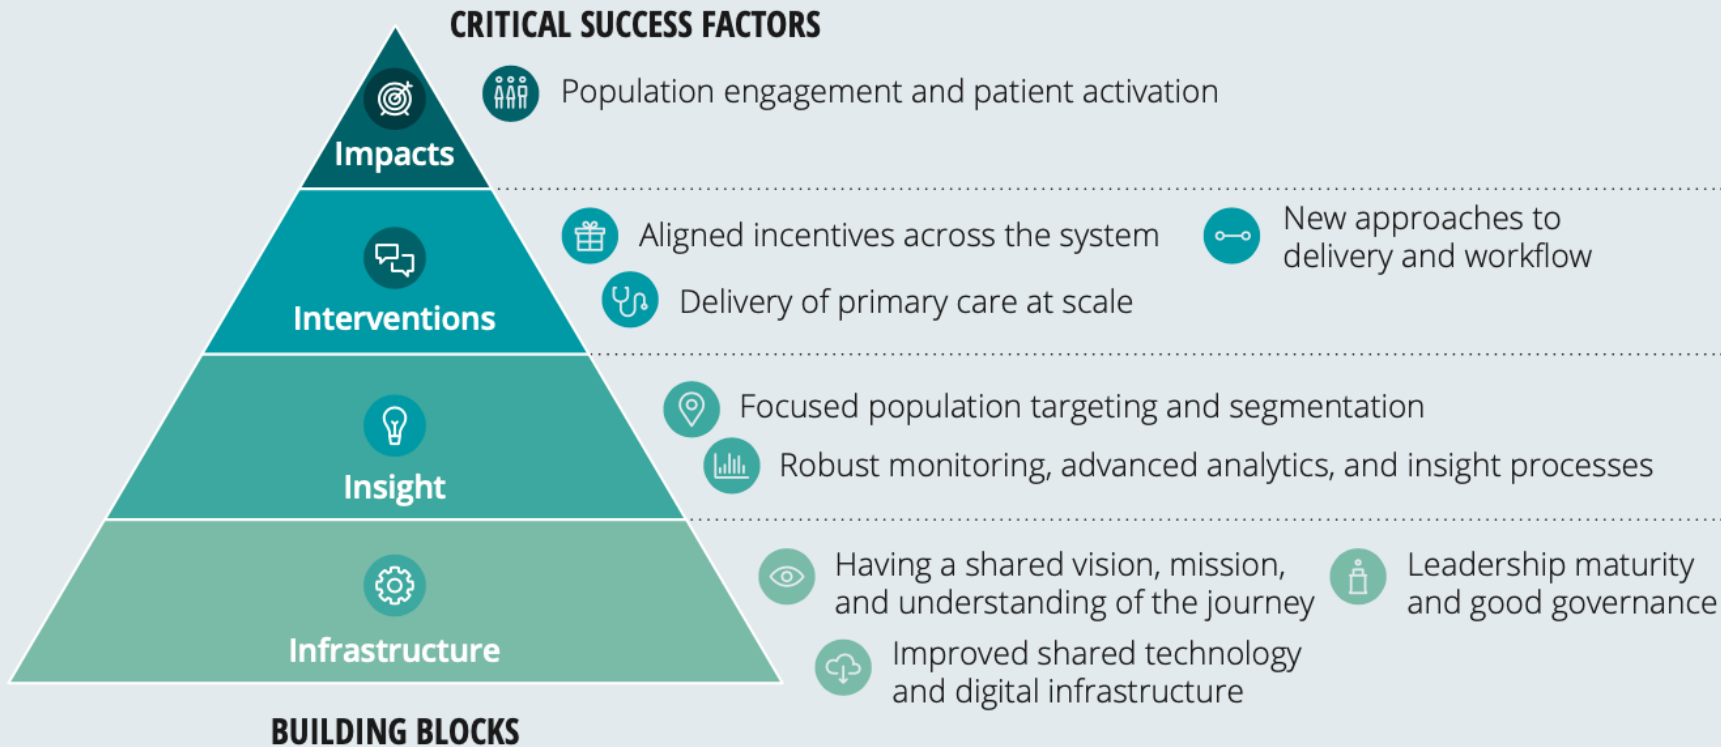 CRITICAL SUCCESS FACTORS
Impacts
Population engagement and patient activation
Interventions
Aligned incentives across the system
Delivery of primary care at scale
New approaches to
delivery and workflow
Insight
Focused population targeting and segmentation
Robust monitoring, advanced analytics, and insight processes
Infrastructure
Having a shared vision, mission,
and understanding of the journey
Leadership maturity
and good governance
Improved shared technology
and digital infrastructure
BUILDING BLOCKS